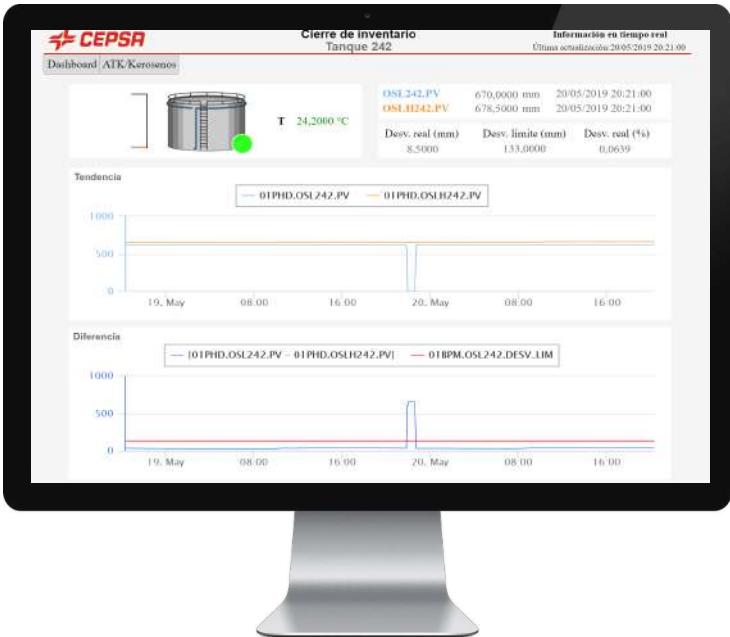 CEPSA
Cierre de inventario
Tanque 242
Información en tiempo real
Última actualización:20/05/2019 20:21:00
Dashboard ATK/Kerosenos
OSL242.PV 670,0000 mm 20/05/2019 20:21:00
OSLH242.PV 678,5000 mm 20/05/2019 20:21:00
T 24,2000 °C
Desv. real (mm) Desv. límite (mm) Desv. real (%)
8,5000 133,0000 0,0639
Tendencia
01PHD.OSL242.PV 01PHD.OSLH242.PV
1000
500
0
19. May 08:00 16:00 20. May 08:00 16:00
Diferencia
[01PHD.OSL242.PV - 01PHD.OSLH242.PV] 01BPM.OSL242.DESV_LIM
1000
500
0
19. May 08:00 16:00 20. May 08:00 16:00